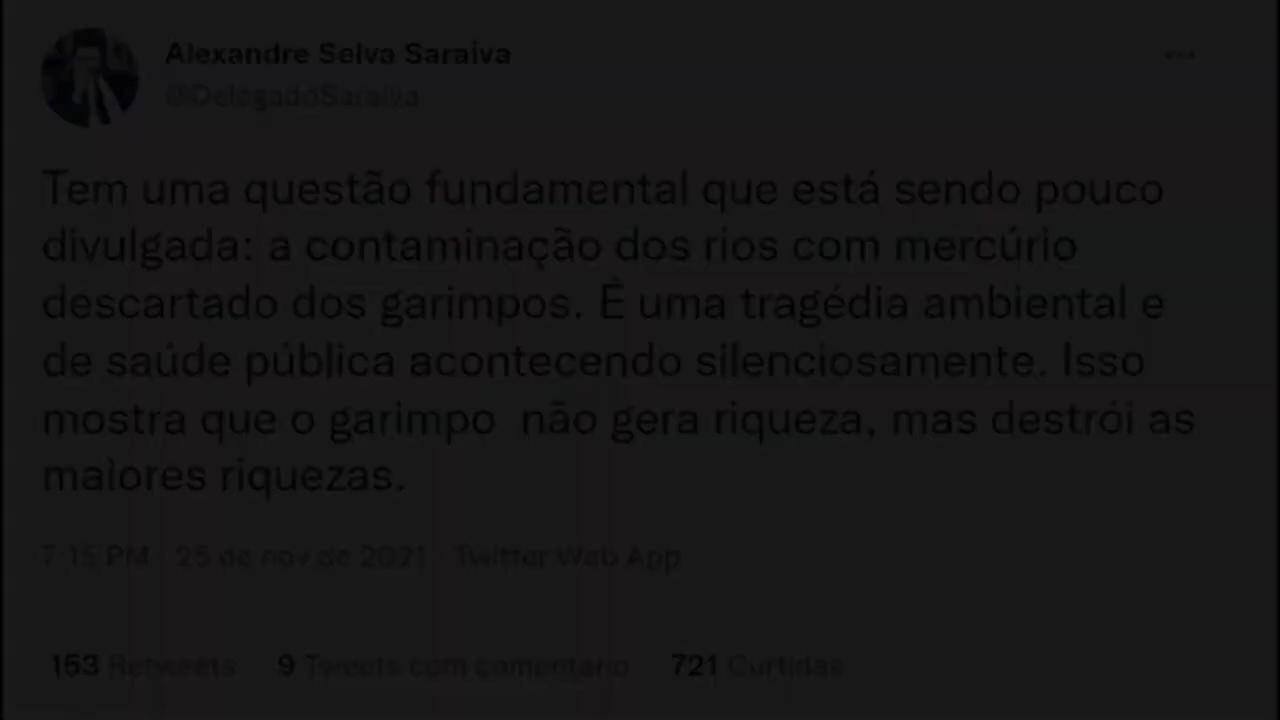 Alexandre Selva Saraiva
@DelegadoSaraiva
Tem uma questão fundamental que está sendo pouco
divulgada: a contaminação dos rios com mercúrio
descartado dos garimpos. É uma tragédia ambiental e
de saúde pública acontecendo silenciosamente. Isso
mostra que o garimpo não gera riqueza, mas destrói as
maiores riquezas.
7:15 PM · 25 de nov de 2021 · Twitter Web App
153 Retweets 9 Tweets com comentário 721 Curtidas